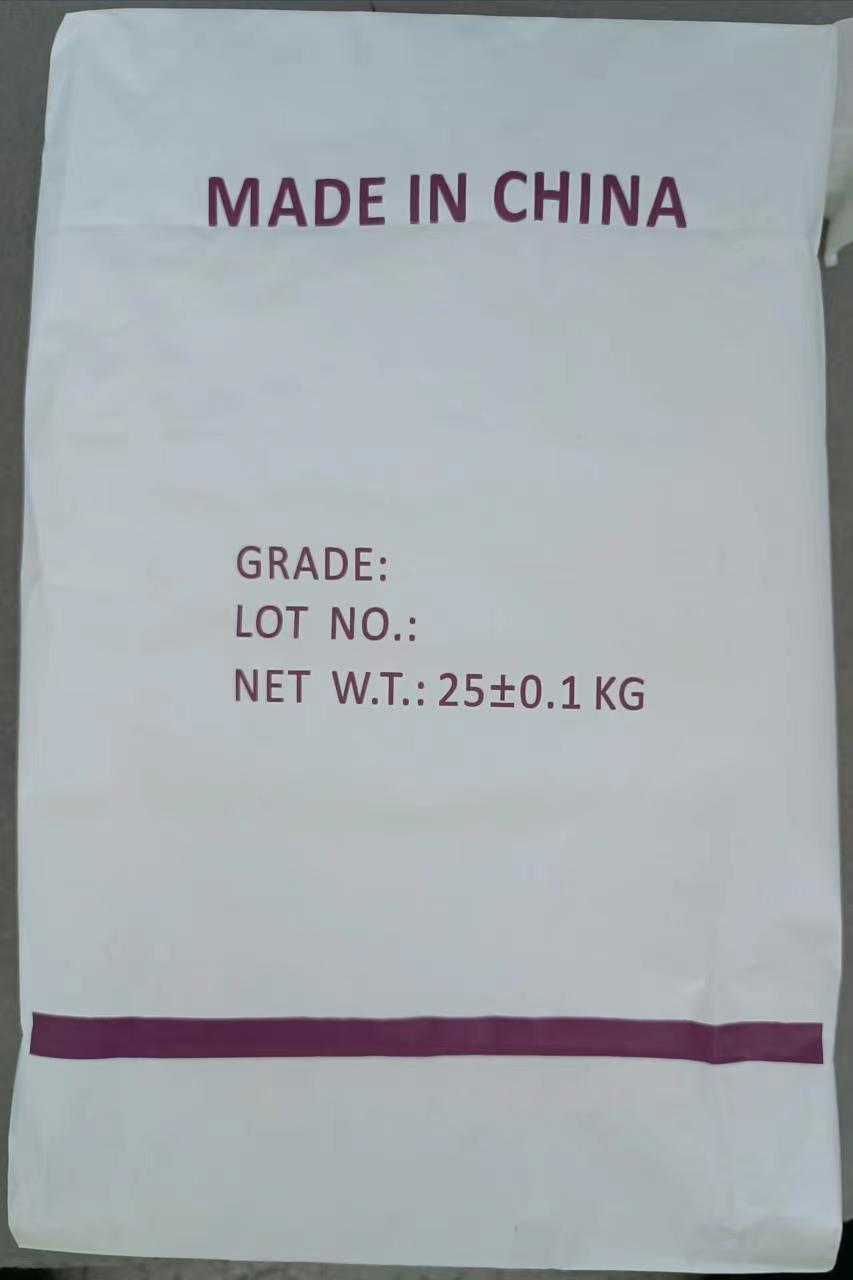 MADE IN CHINA
GRADE:
LOT NO.:
NET W.T.: 25±0.1 KG